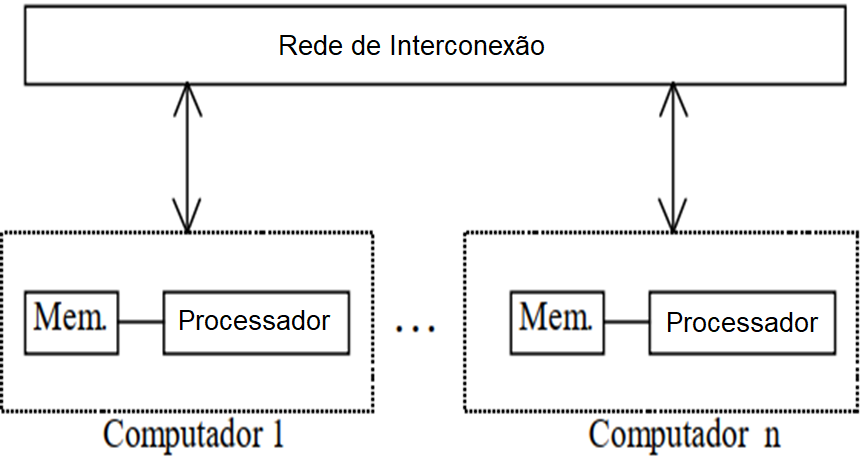 Rede de Interconexão
Mem.
Processador
...
Mem.
Processador
Computador 1
Computador n